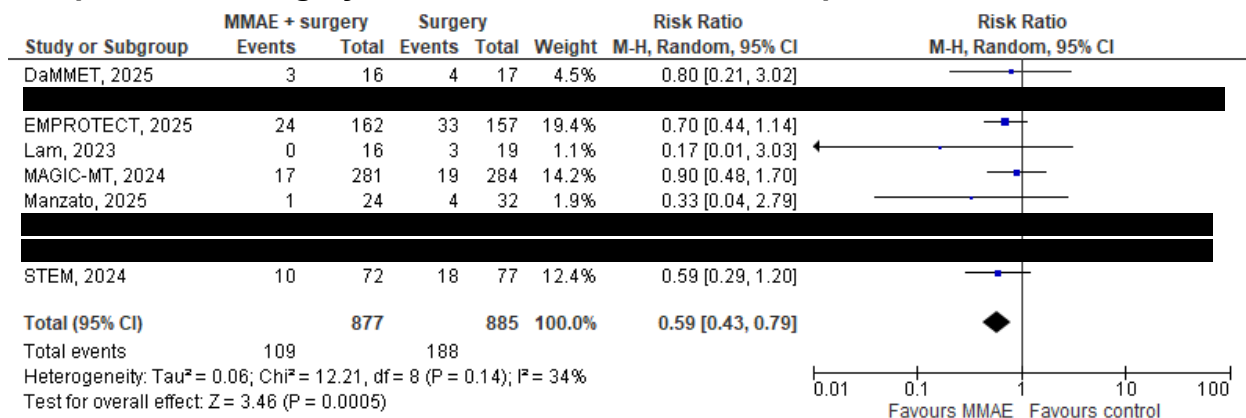 MMAE + surgery Surgery Risk Ratio Risk Ratio
Study or Subgroup Events Total Events Total Weight M-H, Random, 95% CI M-H, Random, 95% CI
DaMMET, 2025 3 16 4 17 4.5% 0.80 [0.21, 3.02]
EMPROTECT, 2025 24 162 33 157 19.4% 0.70 [0.44, 1.14]
Lam, 2023 0 16 3 19 1.1% 0.17 [0.01, 3.03]
MAGIC-MT, 2024 17 281 19 284 14.2% 0.90 [0.48, 1.70]
Manzato, 2025 1 24 4 32 1.9% 0.33 [0.04, 2.79]
STEM, 2024 10 72 18 77 12.4% 0.59 [0.29, 1.20]
Total (95% CI) 877 885 100.0% 0.59 [0.43, 0.79]
Total events 109 188
Heterogeneity: Tau² = 0.06; Chi² = 12.21, df = 8 (P = 0.14); I² = 34%
Test for overall effect: Z = 3.46 (P = 0.0005)
0.01 0.1 1 10 100
Favours MMAE Favours control